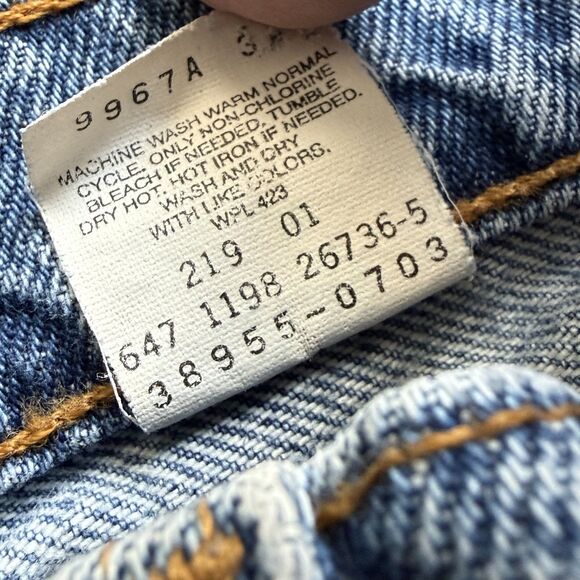 9967A 3
MACHINE WASH WARM NORMAL
CYCLE. ONLY NON-CHLORINE
BLEACH IF NEEDED. TUMBLE
DRY HOT. HOT IRON IF NEEDED.
WASH AND DRY
WITH LIKE COLORS.
WPL 423
219 01
647 1198 26736-5
38955-0703